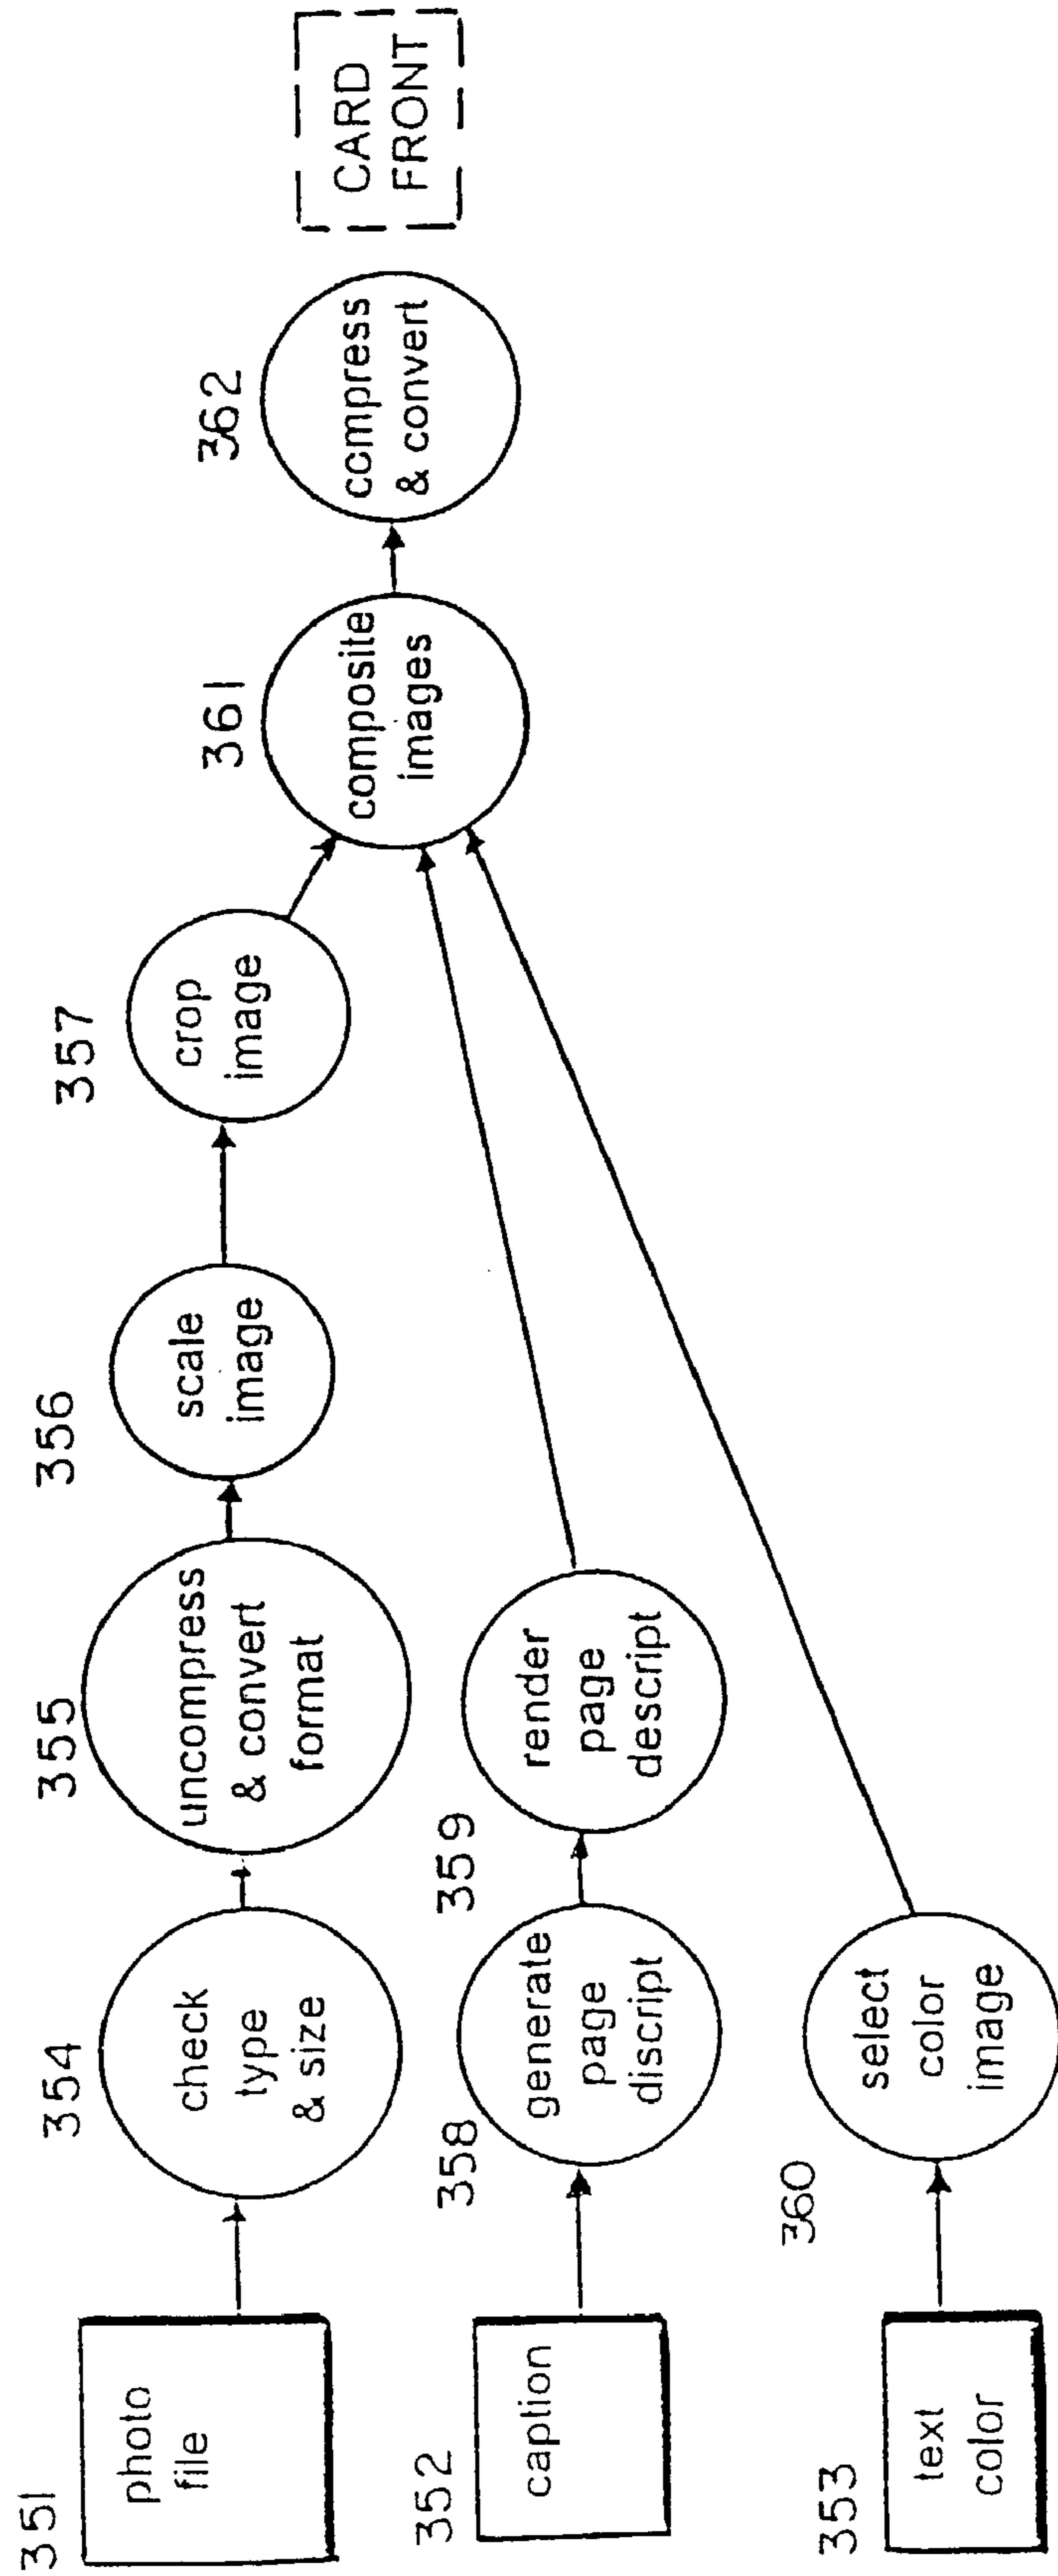 351
photo
file
354
check
type
& size
355
uncompress
& convert
format
356
scale
image
357
crop
image
352
caption
358
generate
page
discript
359
render
page
descript
353
text
color
360
select
color
image
361
composite
images
362
compress
& convert
CARD
FRONT